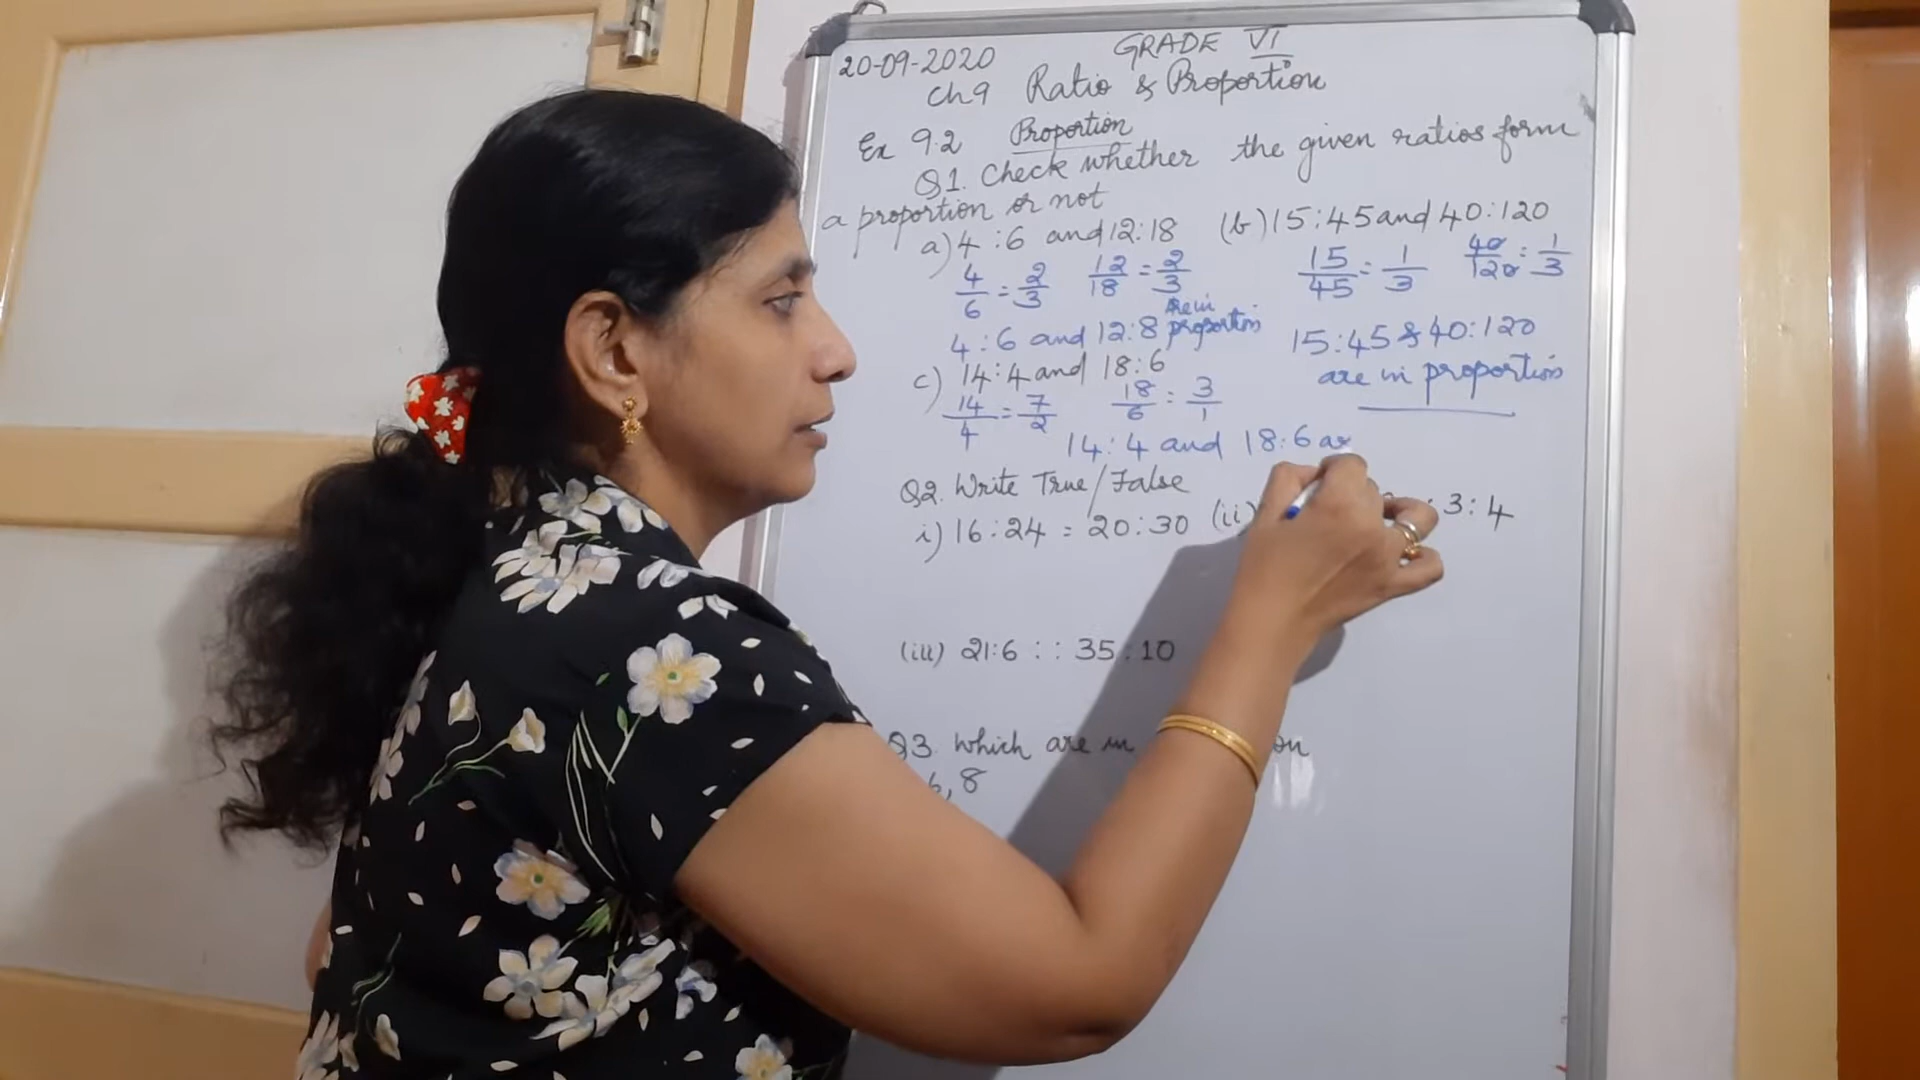 20-09-2020 GRADE VI
Ch 9 Ratio & Proportion
Ex 9.2 Proportion
Q1. Check whether the given ratios form
a proportion or not
a) 4 : 6 and 12:18 (b) 15:45 and 40:120
4/6 = 2/3 12/18 = 2/3 15/45 = 1/3 40/120 = 1/3
4:6 and 12:8 are in proportion
15:45 & 40:120
are in proportion
c) 14:4 and 18:6
14/4 = 7/2 18/6 = 3/1
14:4 and 18:6 ar
Q2. Write True/False
i) 16:24 = 20:30 (ii) 3:4
(iii) 21:6 :: 35:10
Q3. Which are in
6, 8